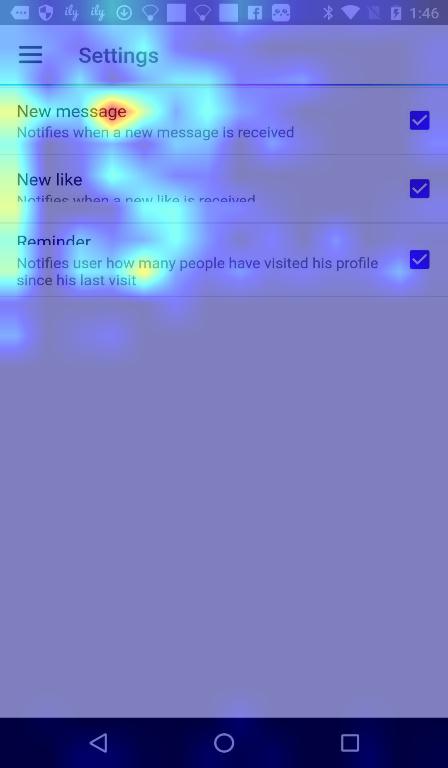 ily ily 1:46
Settings
New message
Notifies when a new message is received
New like
Notifies when a new like is received
Reminder
Notifies user how many people have visited his profile
since his last visit